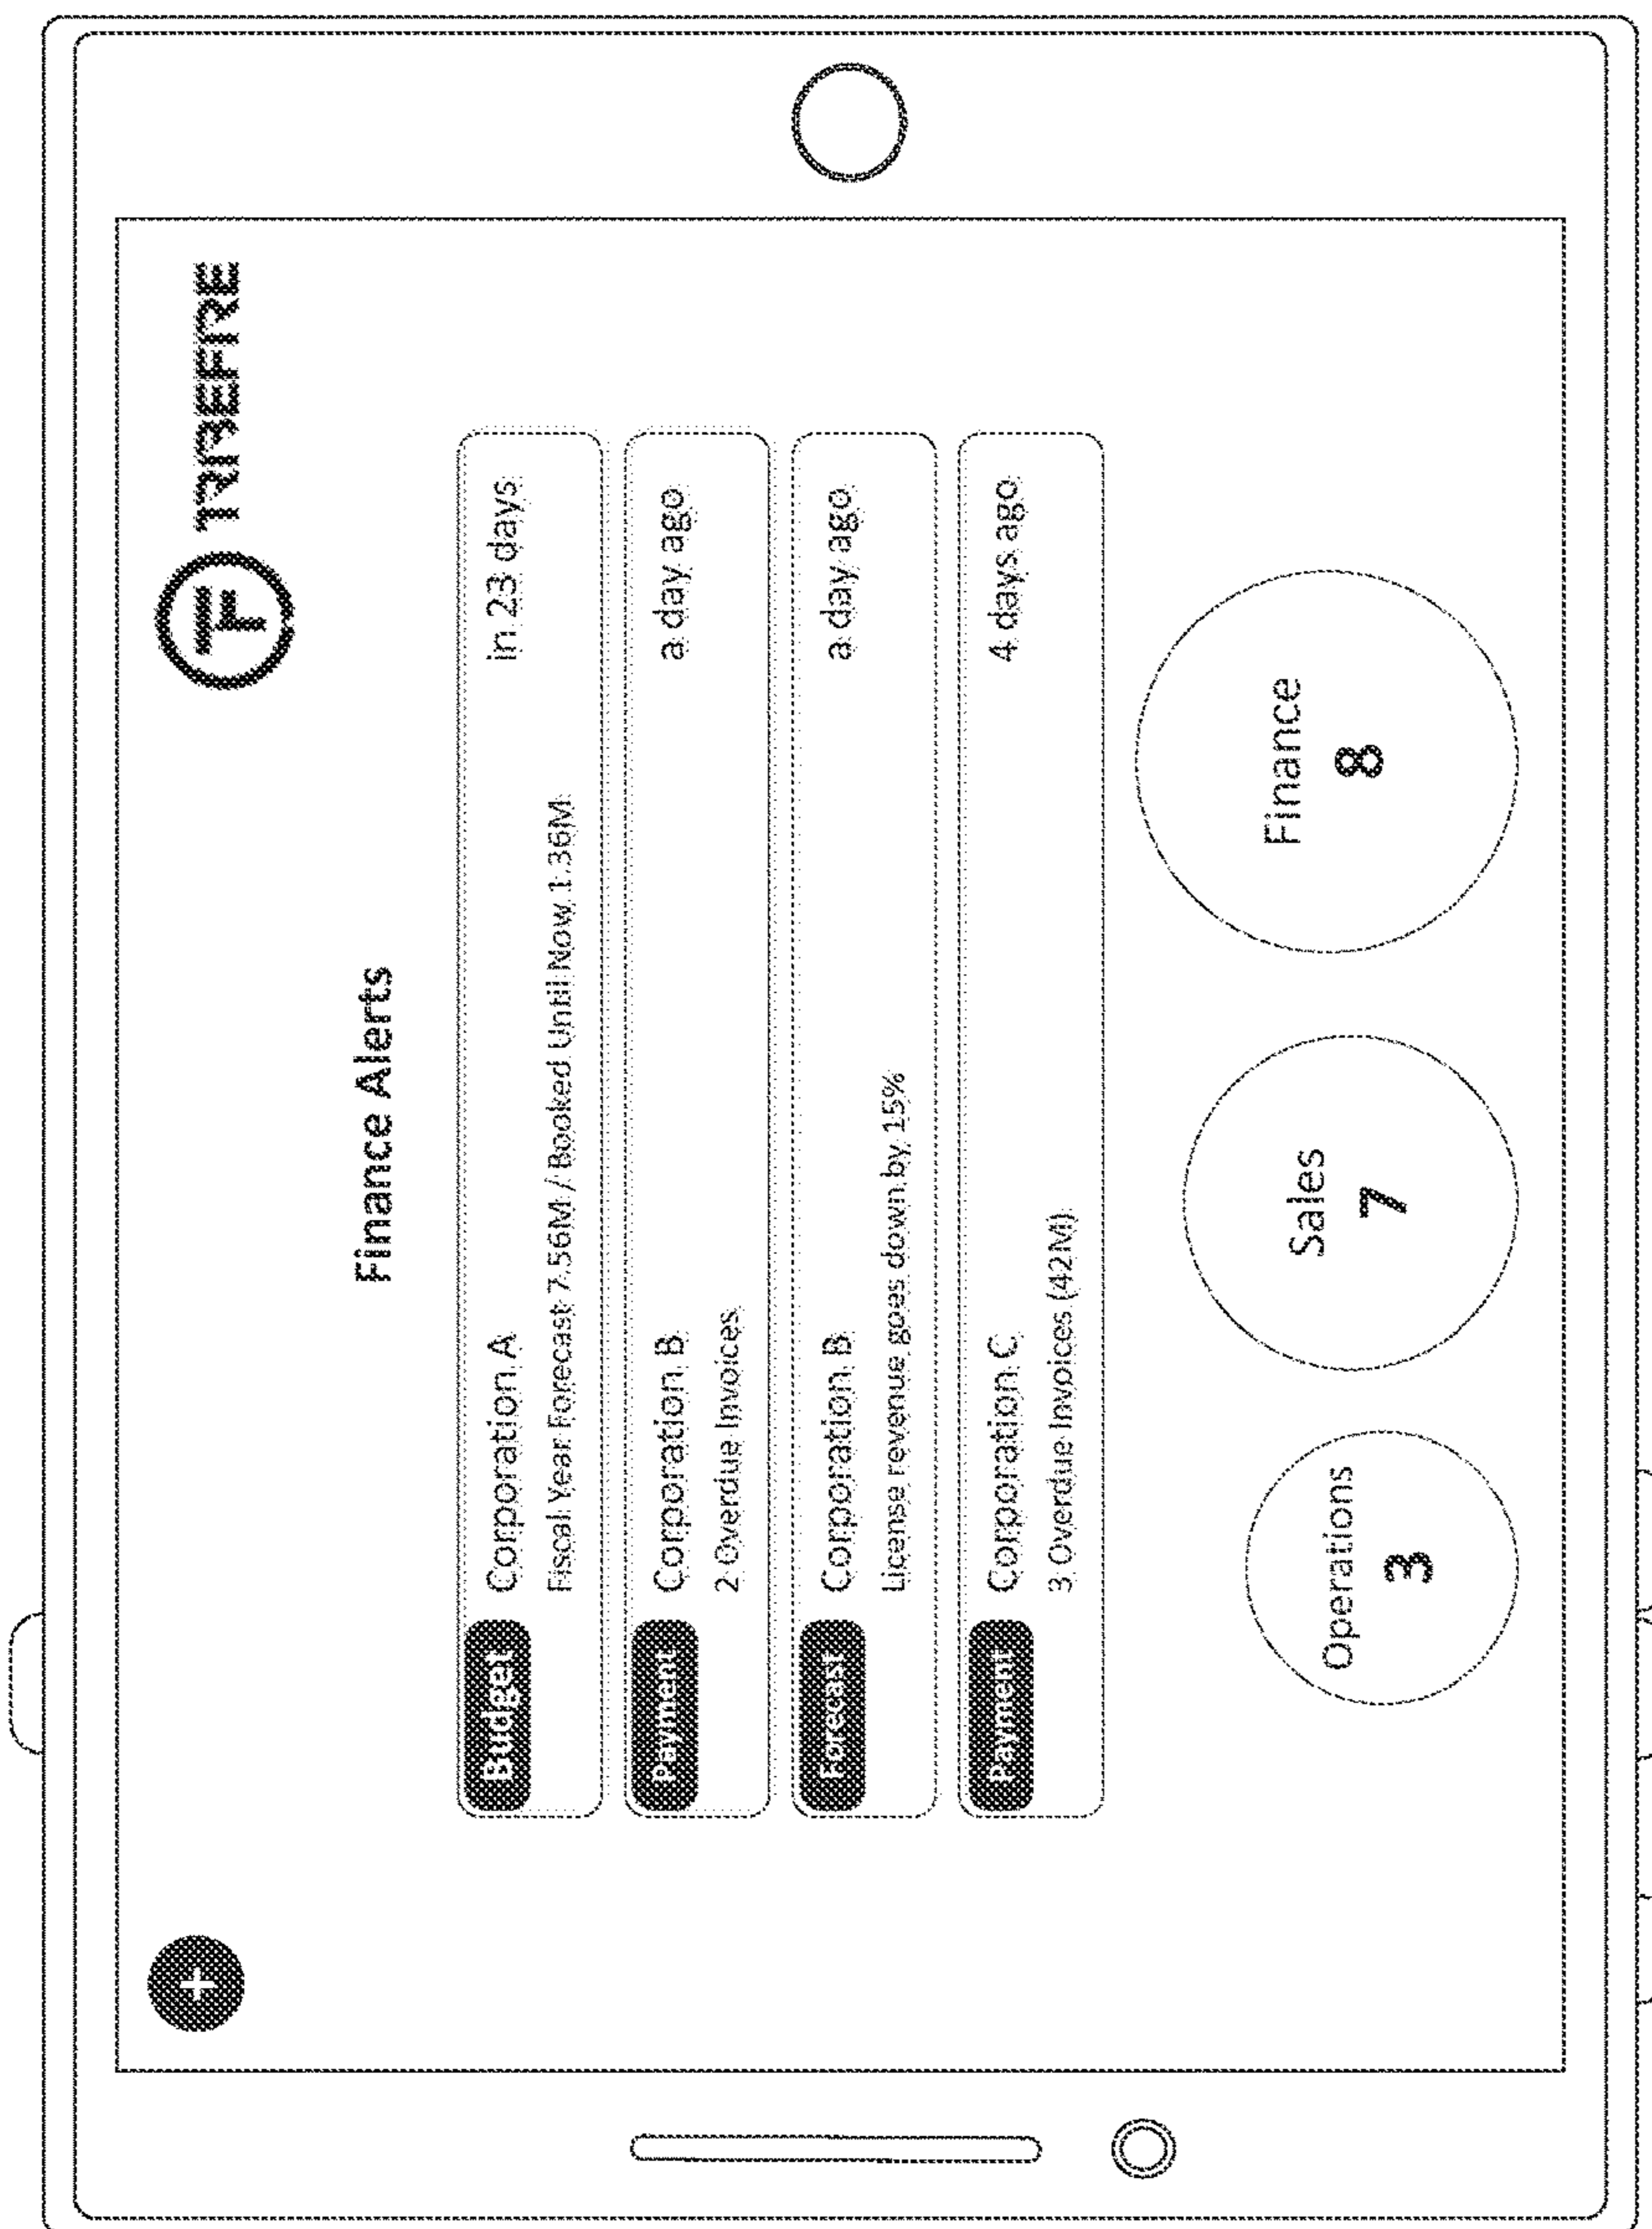 +
TRIBEFIRE
Finance Alerts
Budget
Corporation A
in 23 days
Fiscal Year Forecast 7.56M / Booked Until Now 1.36M
Payment
Corporation B
a day ago
2 Overdue Invoices
Forecast
Corporation B
a day ago
License revenue goes down by 15%
Payment
Corporation C
4 days ago
3 Overdue Invoices (42M)
Operations
3
Sales
7
Finance
8